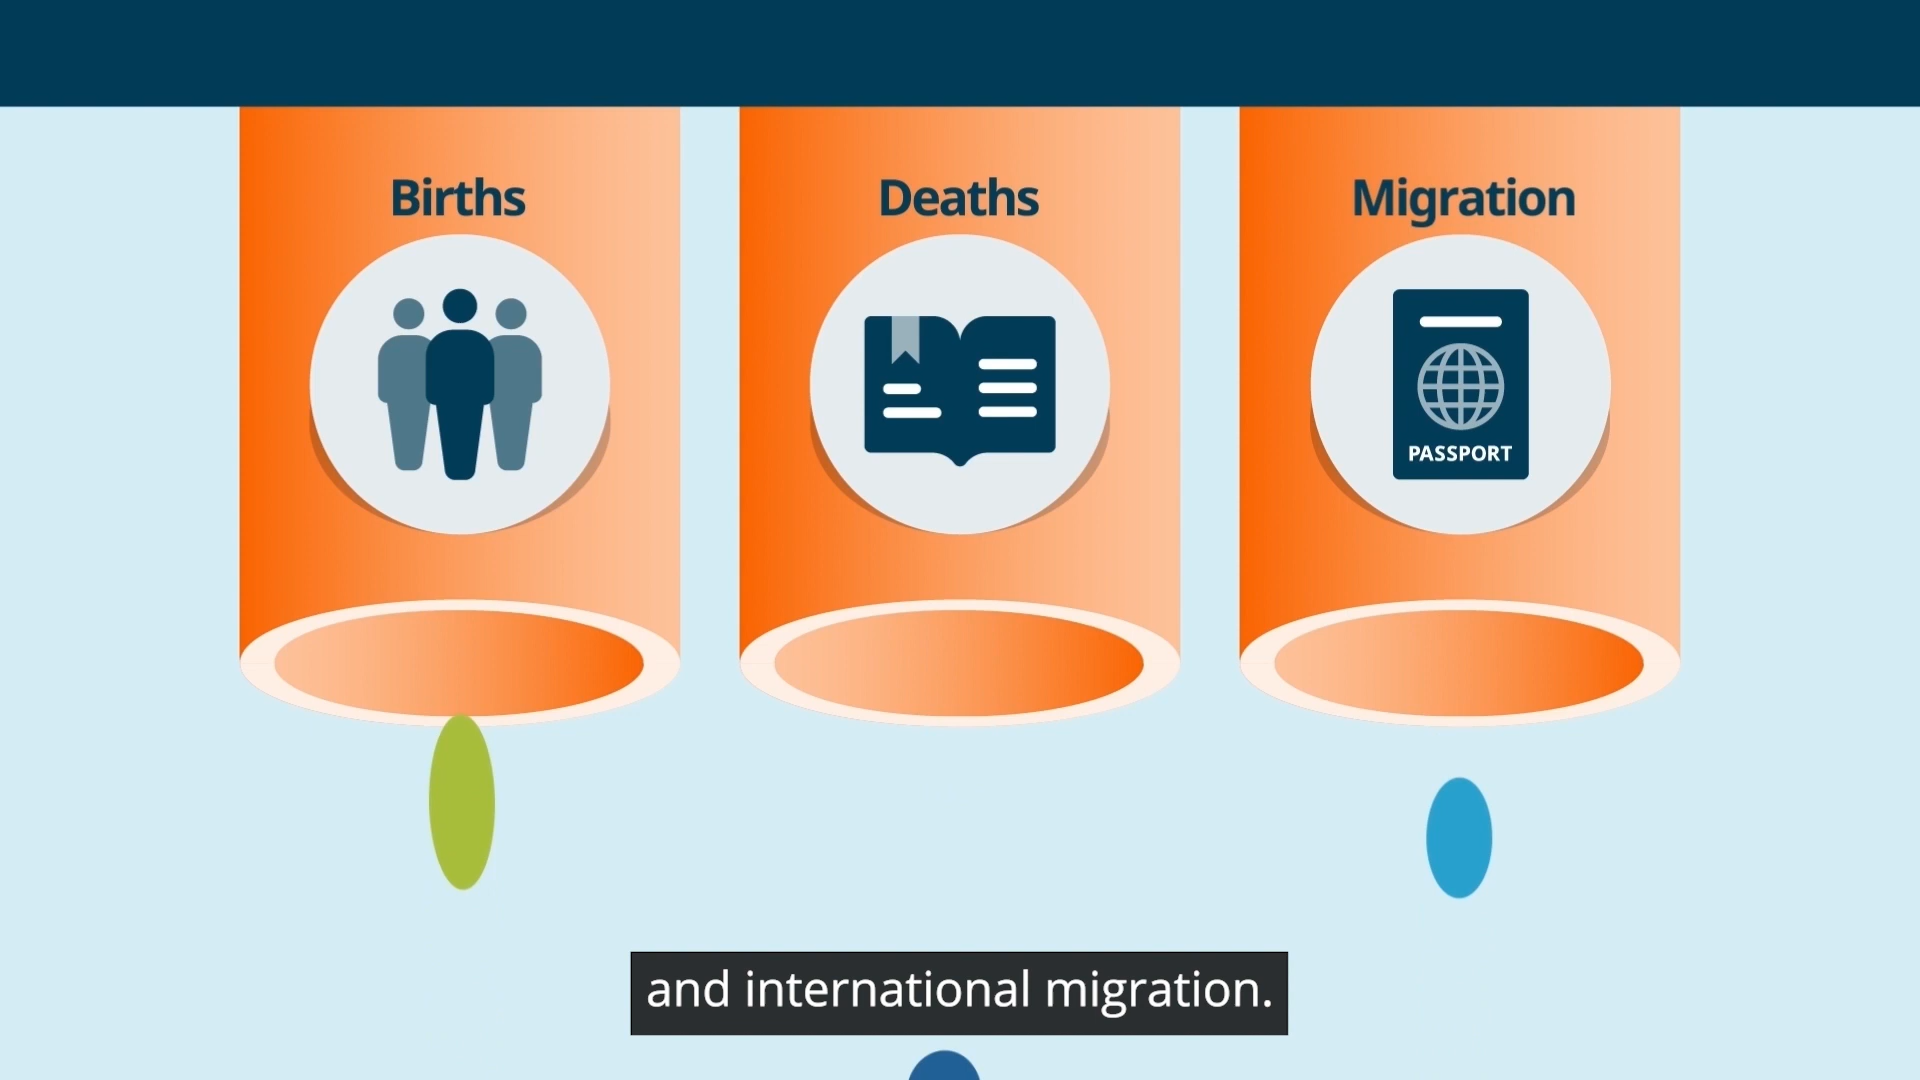 Births
Deaths
Migration
PASSPORT
and international migration.